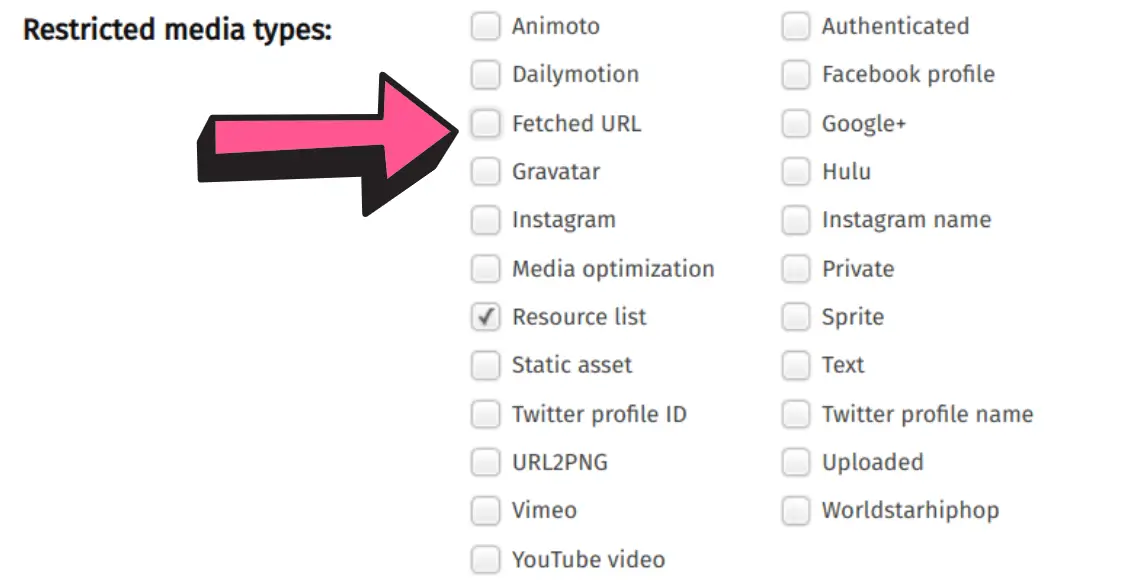 Restricted media types:
Animoto
Authenticated
Dailymotion
Facebook profile
Fetched URL
Google+
Gravatar
Hulu
Instagram
Instagram name
Media optimization
Private
Resource list
Sprite
Static asset
Text
Twitter profile ID
Twitter profile name
URL2PNG
Uploaded
Vimeo
Worldstarhiphop
YouTube video